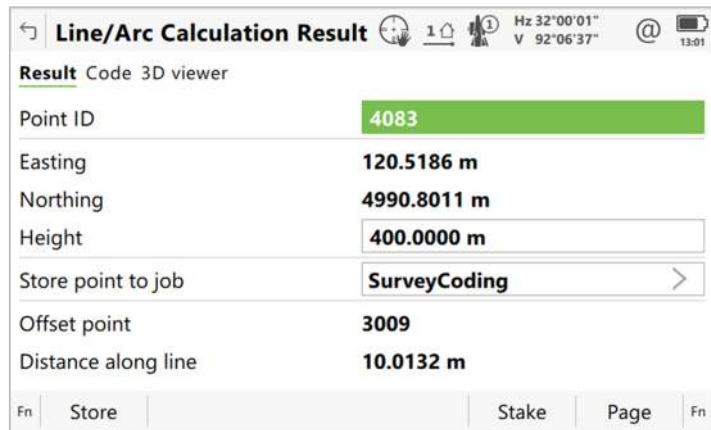 Line/Arc Calculation Result 1 1 Hz 32°00'01" @
V 92°06'37" 13:01
Result Code 3D viewer
Point ID 4083
Easting 120.5186 m
Northing 4990.8011 m
Height 400.0000 m
Store point to job SurveyCoding
Offset point 3009
Distance along line 10.0132 m
Fn Store Stake Page Fn